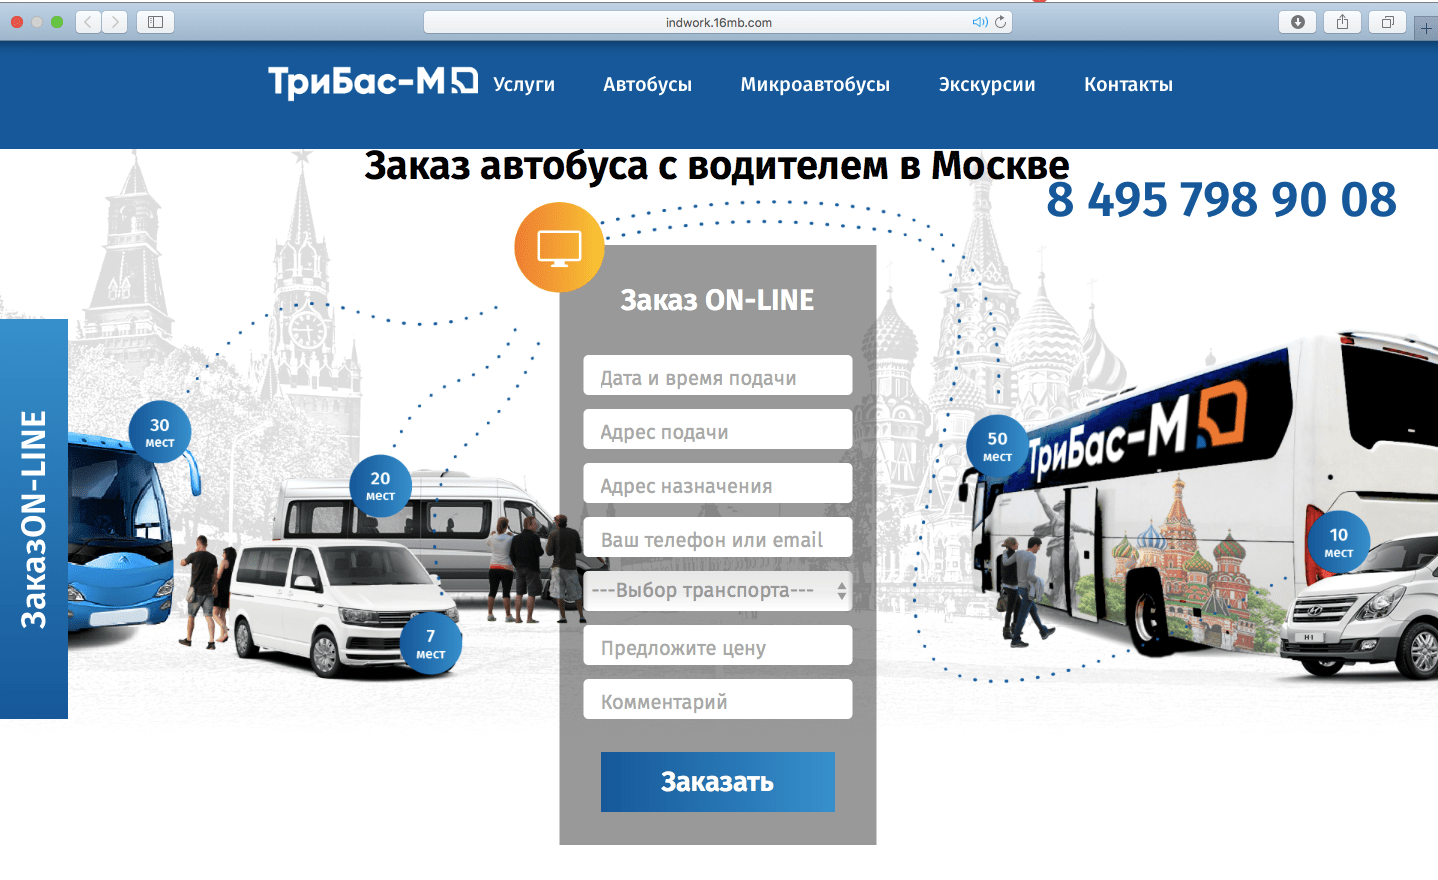 indwork.16mb.com
ТриБас-М
Услуги
Автобусы
Микроавтобусы
Экскурсии
Контакты
Заказ автобуса с водителем в Москве
8 495 798 90 08
Заказ ON-LINE
Дата и время подачи
Адрес подачи
Адрес назначения
Ваш телефон или email
---Выбор транспорта---
Предложите цену
Комментарий
Заказать
ЗаказON-LINE
30
мест
20
мест
7
мест
50
мест
10
мест
ТриБас-М
H1